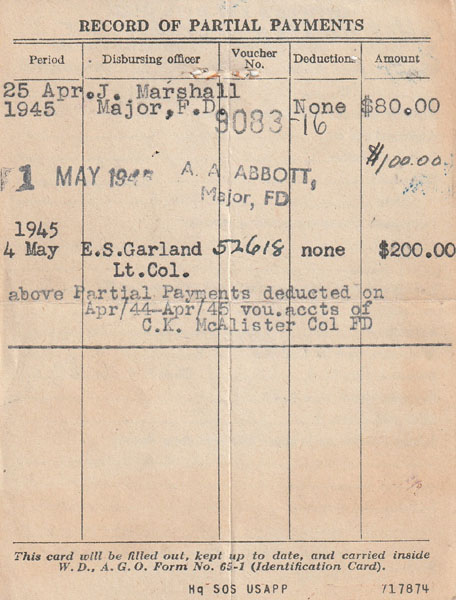 RECORD OF PARTIAL PAYMENTS
Period Disbursing officer Voucher No. Deduction Amount
25 Apr. J. Marshall
1945 Major, F.D. 9083-16 None $80.00
$100.00
1 MAY 1945 A. A. ABBOTT,
Major, FD
1945
4 May E.S.Garland 52618 none $200.00
Lt.Col.
above Partial Payments deducted on
Apr/44-Apr/45 vou.accts of
C.K. McAlister Col FD
This card will be filled out, kept up to date, and carried inside
W. D., A. G. O. Form No. 65-1 (Identification Card).
Hq SOS USAPP 717874